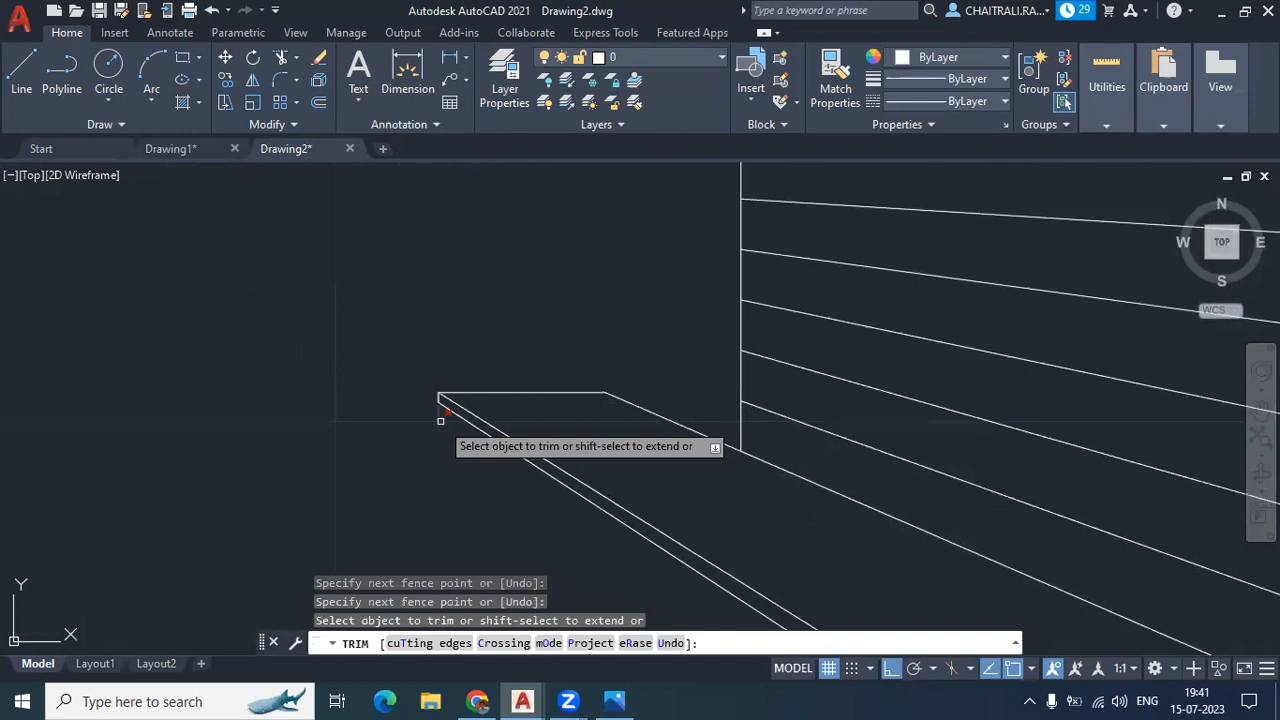 Autodesk AutoCAD 2021 Drawing2.dwg
Type a keyword or phrase
CHAITRALI.RA...
29
Home Insert Annotate Parametric View Manage Output Add-ins Collaborate Express Tools Featured Apps
Line Polyline Circle Arc
Text Dimension
Layer
Properties
0
Insert
Match
Properties
ByLayer
ByLayer
ByLayer
Group
Utilities
Clipboard
View
Draw Modify Annotation Layers Block Properties Groups
Start Drawing1* Drawing2*
[−][Top][2D Wireframe]
N
W TOP E
S
WCS
Select object to trim or shift-select to extend or
Specify next fence point or [Undo]:
Specify next fence point or [Undo]:
Select object to trim or shift-select to extend or
TRIM [cuTting edges Crossing mOde Project eRase Undo]:
Y
X
Model Layout1 Layout2
MODEL
1:1
Type here to search
ENG
19:41
15-07-2023